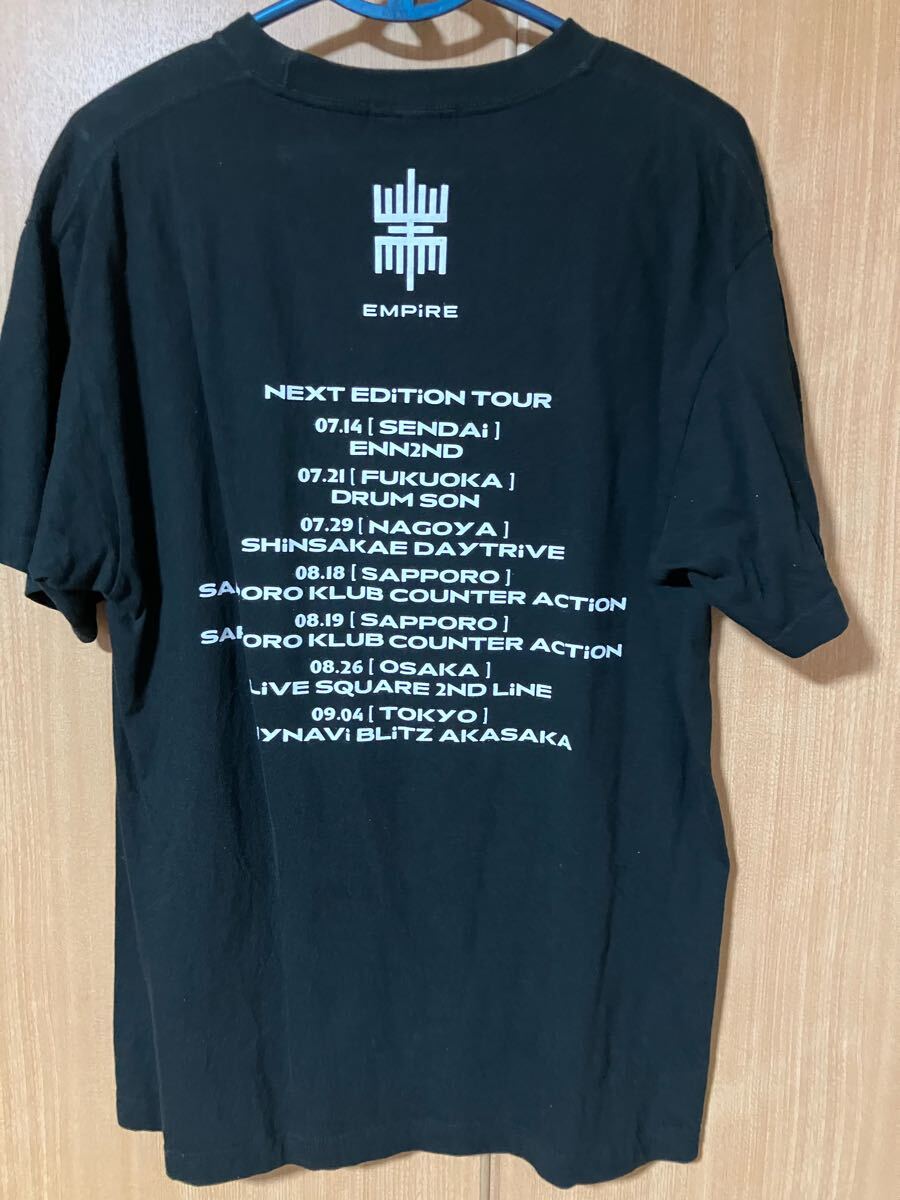 EMPiRE
NEXT EDiTiON TOUR
07.14 [ SENDAi ]
ENN2ND
07.21 [ FUKUOKA ]
DRUM SON
07.29 [ NAGOYA ]
SHiNSAKAE DAYTRiVE
08.18 [ SAPPORO ]
KLUB COUNTER ACTiON
08.19 [ SAPPORO ]
KLUB COUNTER ACTiON
08.26 [ OSAKA ]
LiVE SQUARE 2ND LiNE
09.04 [ TOKYO ]
BLiTZ AKASAKA